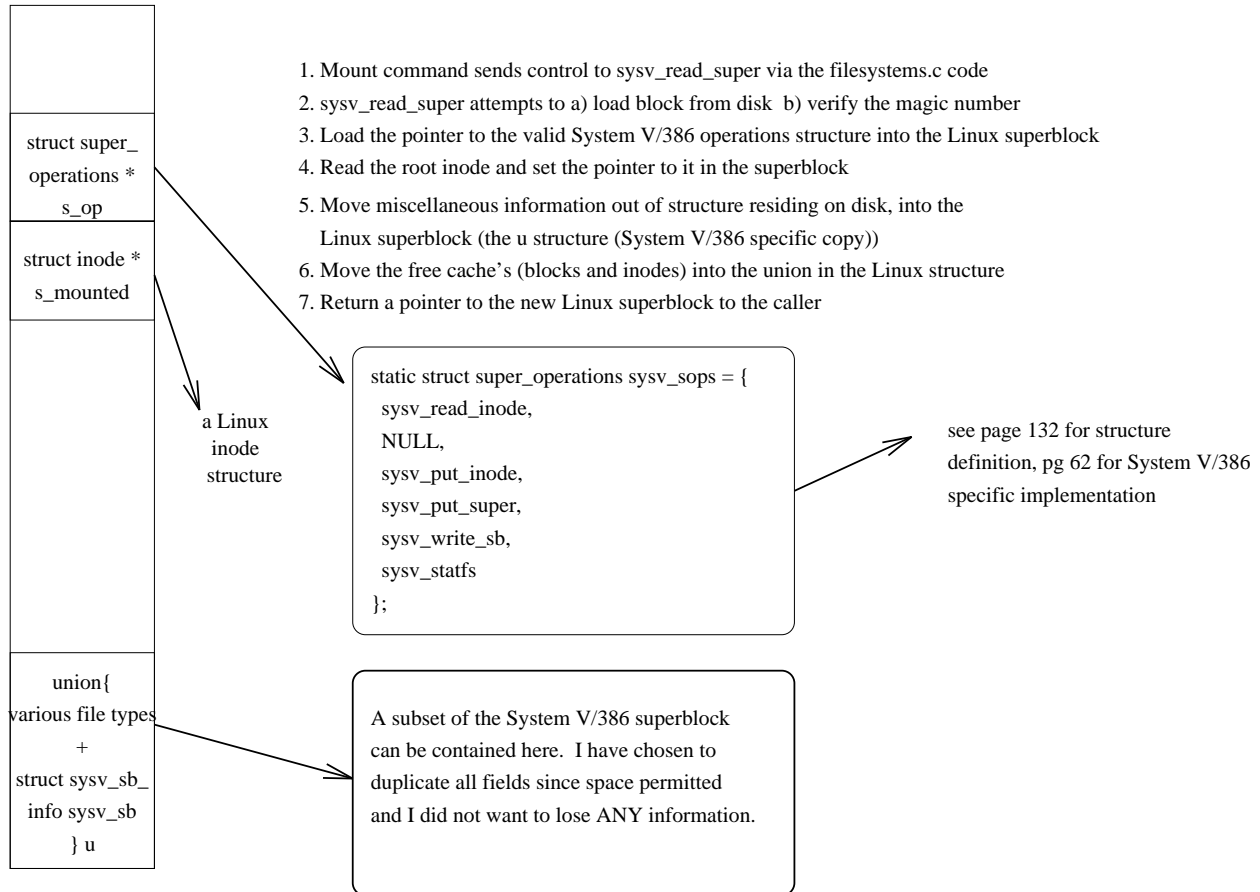 1. Mount command sends control to sysv_read_super via the filesystems.c code
2. sysv_read_super attempts to a) load block from disk  b) verify the magic number
3. Load the pointer to the valid System V/386 operations structure into the Linux superblock
4. Read the root inode and set the pointer to it in the superblock
5. Move miscellaneous information out of structure residing on disk, into the
Linux superblock (the u structure (System V/386 specific copy))
6. Move the free cache's (blocks and inodes) into the union in the Linux structure
7. Return a pointer to the new Linux superblock to the caller
struct super_
operations *
s_op
struct inode *
s_mounted
a Linux
inode
structure
static struct super_operations sysv_sops = {
sysv_read_inode,
NULL,
sysv_put_inode,
sysv_put_super,
sysv_write_sb,
sysv_statfs
};
see page 132 for structure
definition, pg 62 for System V/386
specific implementation
union{
various file types
+
struct sysv_sb_
info sysv_sb
} u
A subset of the System V/386 superblock
can be contained here.  I have chosen to
duplicate all fields since space permitted
and I did not want to lose ANY information.